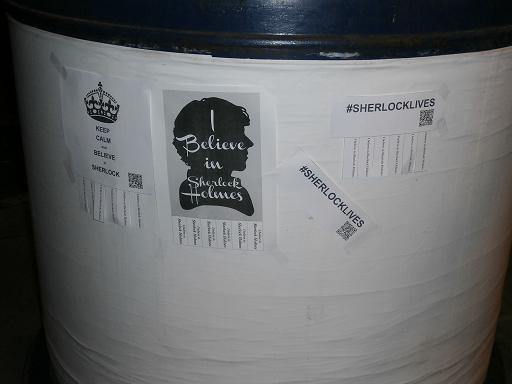 KEEP
CALM
AND
BELIEVE
IN
SHERLOCK
I
Believe
in
Sherlock
Holmes
#SHERLOCKLIVES
#SHERLOCKLIVES